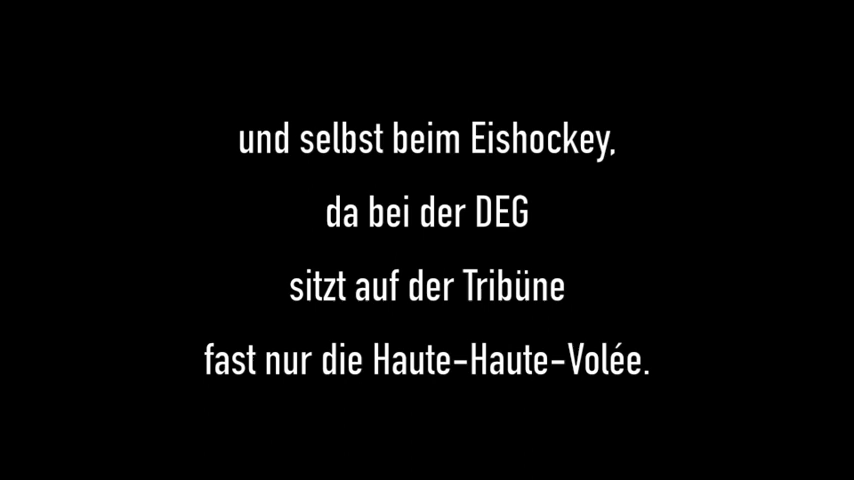 und selbst beim Eishockey,
da bei der DEG
sitzt auf der Tribüne
fast nur die Haute-Haute-Volée.